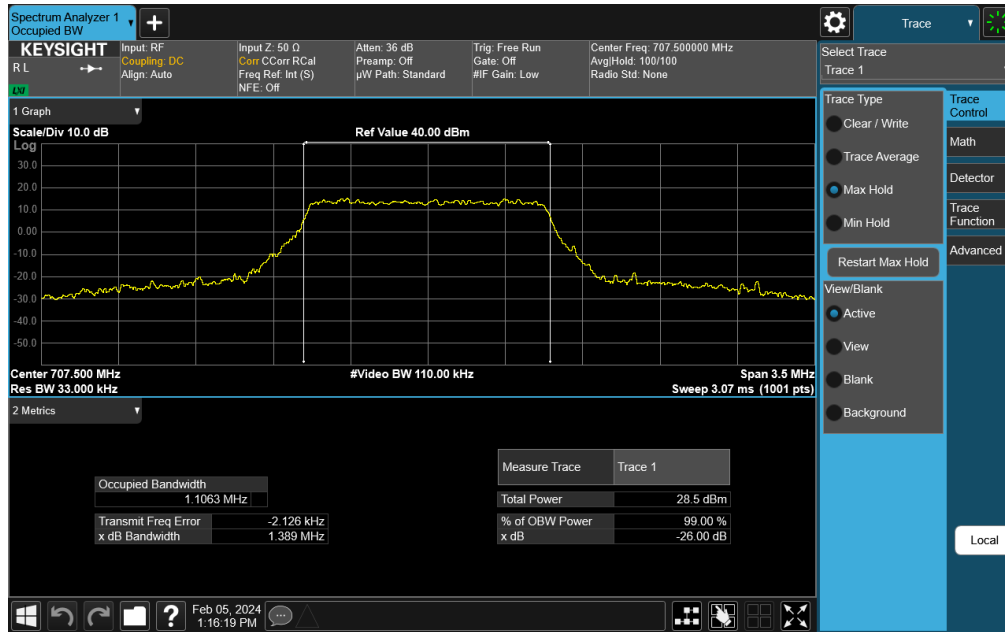 Spectrum Analyzer 1
Occupied BW
Trace
KEYSIGHT
R L
LXI
Input: RF
Coupling: DC
Align: Auto
Input Z: 50 Ω
Corr CCorr RCal
Freq Ref: Int (S)
NFE: Off
Atten: 36 dB
Preamp: Off
µW Path: Standard
Trig: Free Run
Gate: Off
#IF Gain: Low
Center Freq: 707.500000 MHz
Avg|Hold: 100/100
Radio Std: None
Select Trace
Trace 1
1 Graph
Scale/Div 10.0 dB
Ref Value 40.00 dBm
Log
30.0
20.0
10.0
0.00
-10.0
-20.0
-30.0
-40.0
-50.0
Center 707.500 MHz
#Video BW 110.00 kHz
Span 3.5 MHz
Res BW 33.000 kHz
Sweep 3.07 ms (1001 pts)
Trace Type
Clear / Write
Trace Average
Max Hold
Min Hold
Restart Max Hold
View/Blank
Active
View
Blank
Background
Trace
Control
Math
Detector
Trace
Function
Advanced
Local
2 Metrics
Occupied Bandwidth
1.1063 MHz
Transmit Freq Error -2.126 kHz
x dB Bandwidth 1.389 MHz
Measure Trace Trace 1
Total Power 28.5 dBm
% of OBW Power 99.00 %
x dB -26.00 dB
?
Feb 05, 2024
1:16:19 PM